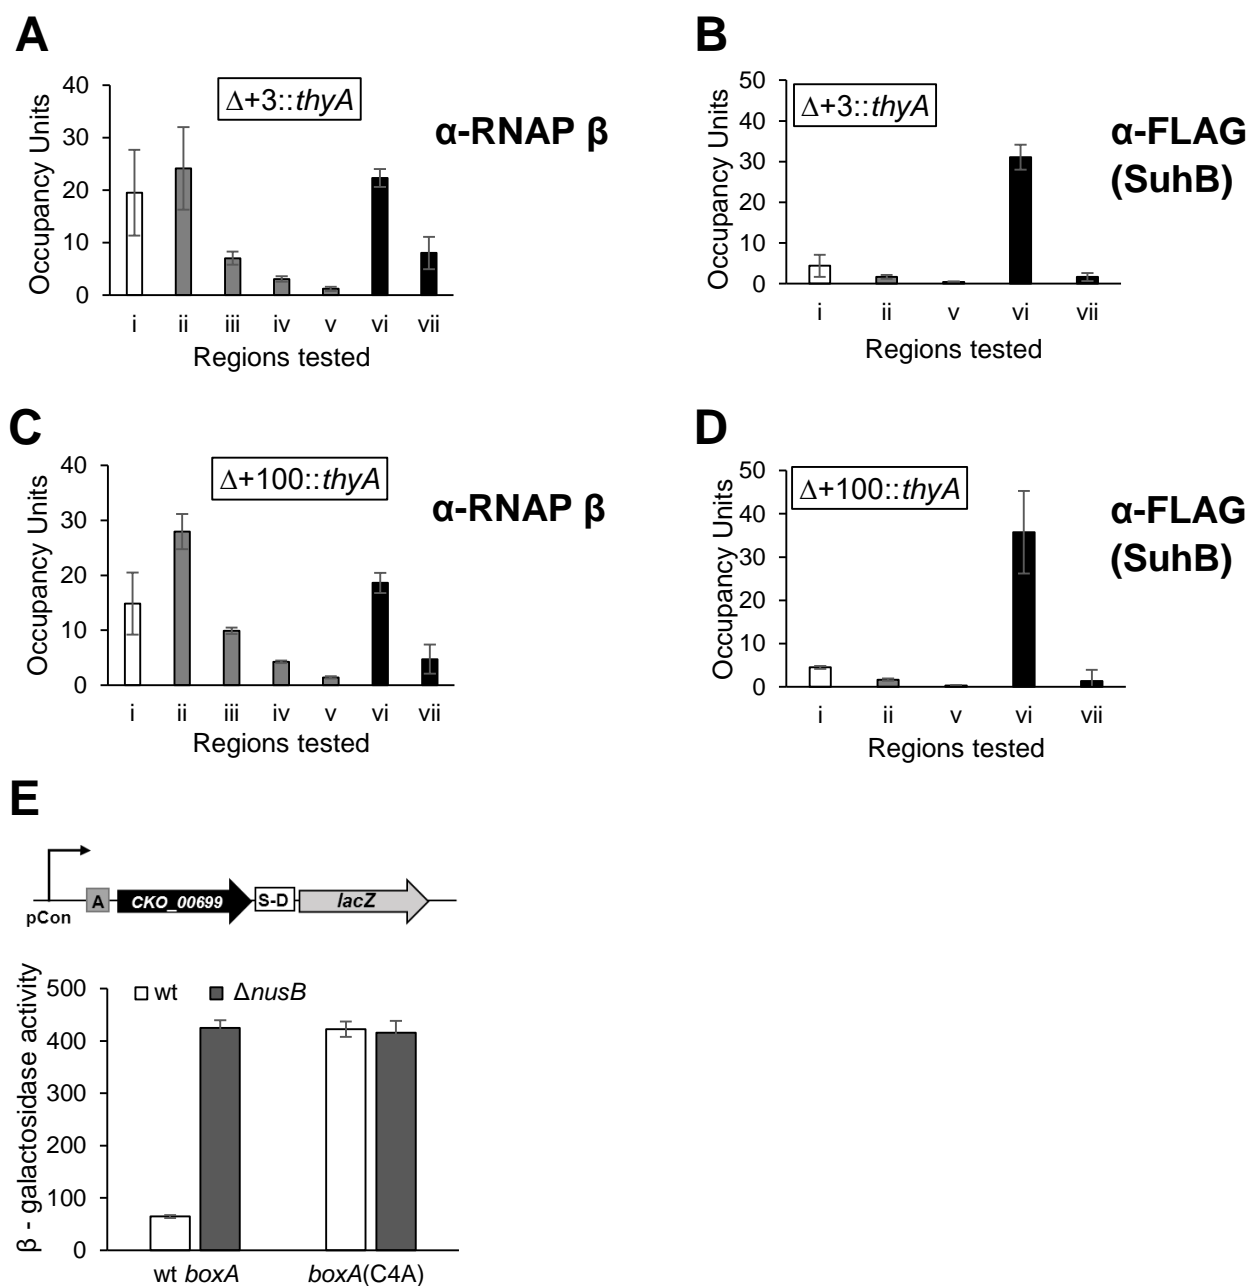 A
Occupancy Units
40
30
20
10
0
Δ+3::thyA
α-RNAP β
i ii iii iv v vi vii
Regions tested
B
Occupancy Units
50
40
30
20
10
0
Δ+3::thyA
α-FLAG
(SuhB)
i ii v vi vii
Regions tested
C
Occupancy Units
40
30
20
10
0
Δ+100::thyA
α-RNAP β
i ii iii iv v vi vii
Regions tested
D
Occupancy Units
50
40
30
20
10
0
Δ+100::thyA
α-FLAG
(SuhB)
i ii v vi vii
Regions tested
E
pCon A CKO_00699 S-D lacZ
β - galactosidase activity
500
400
300
200
100
0
wt ΔnusB
wt boxA boxA(C4A)